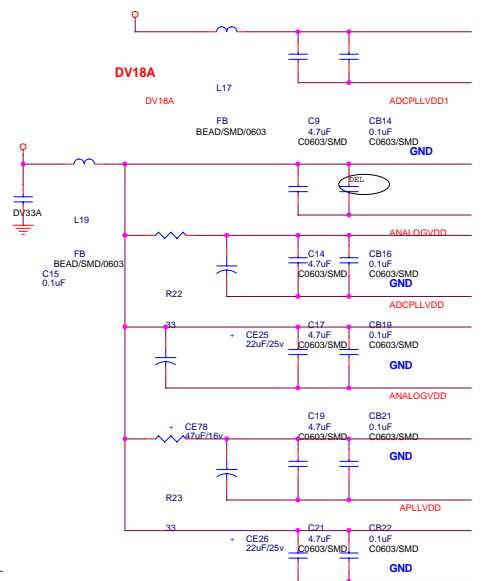 DV18A
L17
DV18A
ADCPLLVDD1
FB
BEAD/SMD/0603
C9
4.7uF
C0603/SMD
CB14
0.1uF
C0603/SMD
GND
DEL
DV33A
L19
ANALOGVDD
FB
BEAD/SMD/0603
C15
0.1uF
C14
4.7uF
C0603/SMD
CB16
0.1uF
C0603/SMD
GND
R22
ADCPLLVDD
33
+ CE25
22uF/25v
C17
4.7uF
C0603/SMD
CB19
0.1uF
C0603/SMD
GND
ANALOGVDD
+ CE78
47uF/16v
C19
4.7uF
C0603/SMD
CB21
0.1uF
C0603/SMD
GND
R23
APLLVDD
33
+ CE26
22uF/25v
C21
4.7uF
C0603/SMD
CB22
0.1uF
C0603/SMD
GND